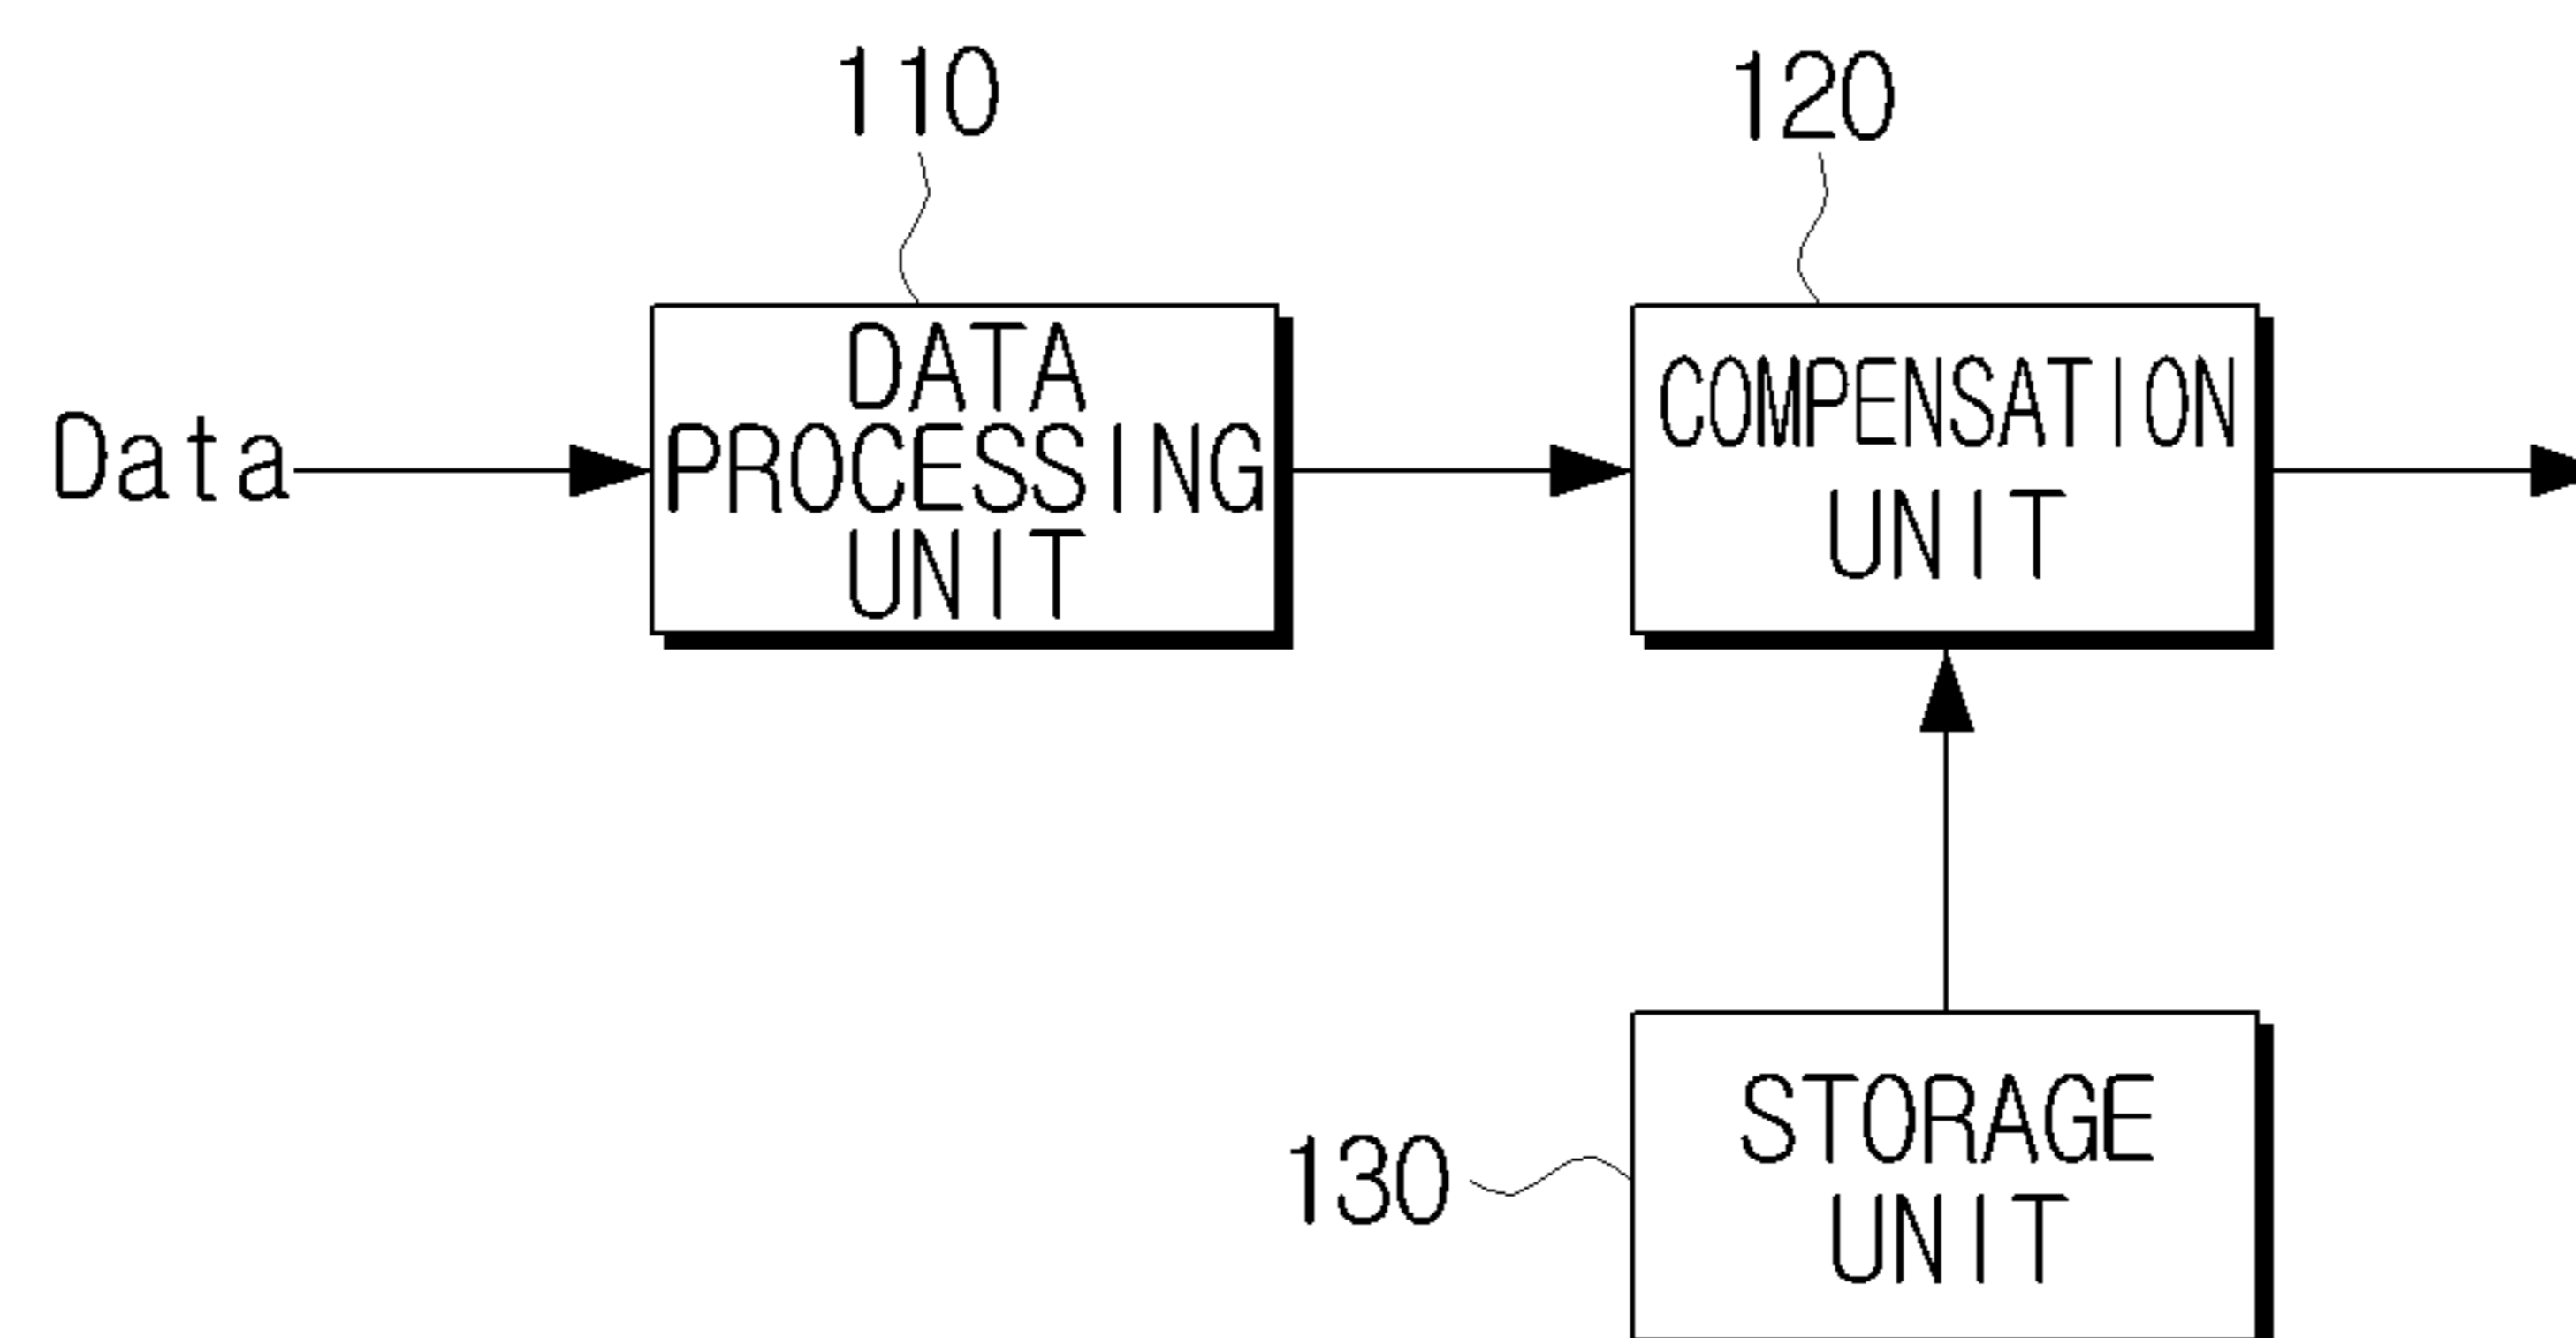 110
120
DATA
PROCESSING
UNIT
COMPENSATION
UNIT
Data
130
STORAGE
UNIT